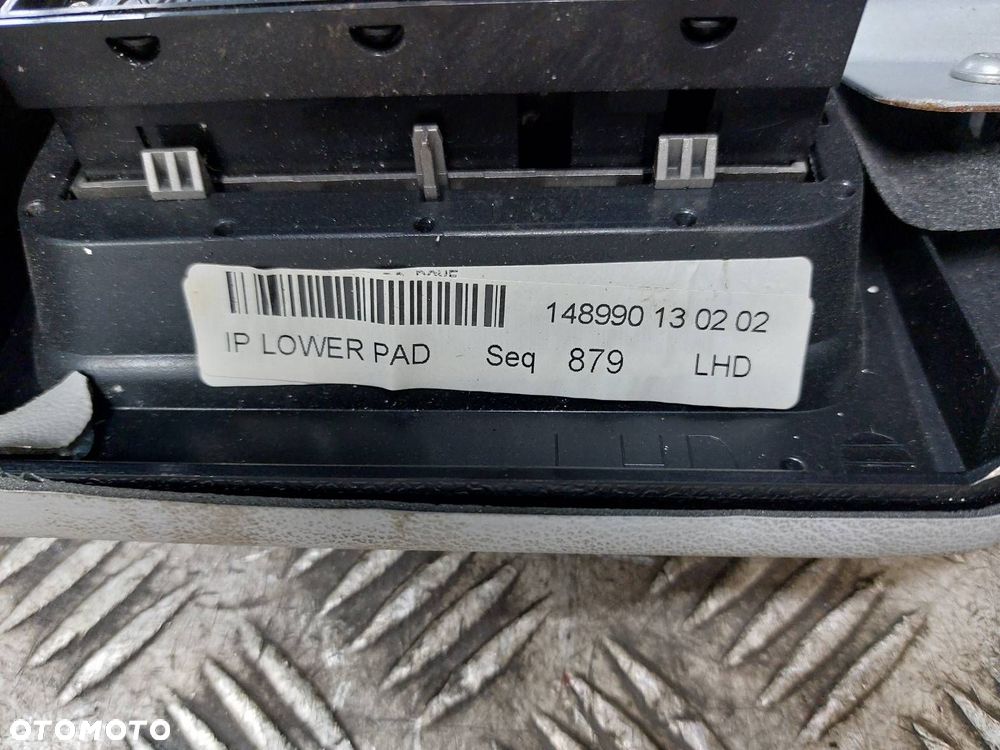 148990 13 02 02
IP LOWER PAD Seq 879 LHD
OTOMOTO